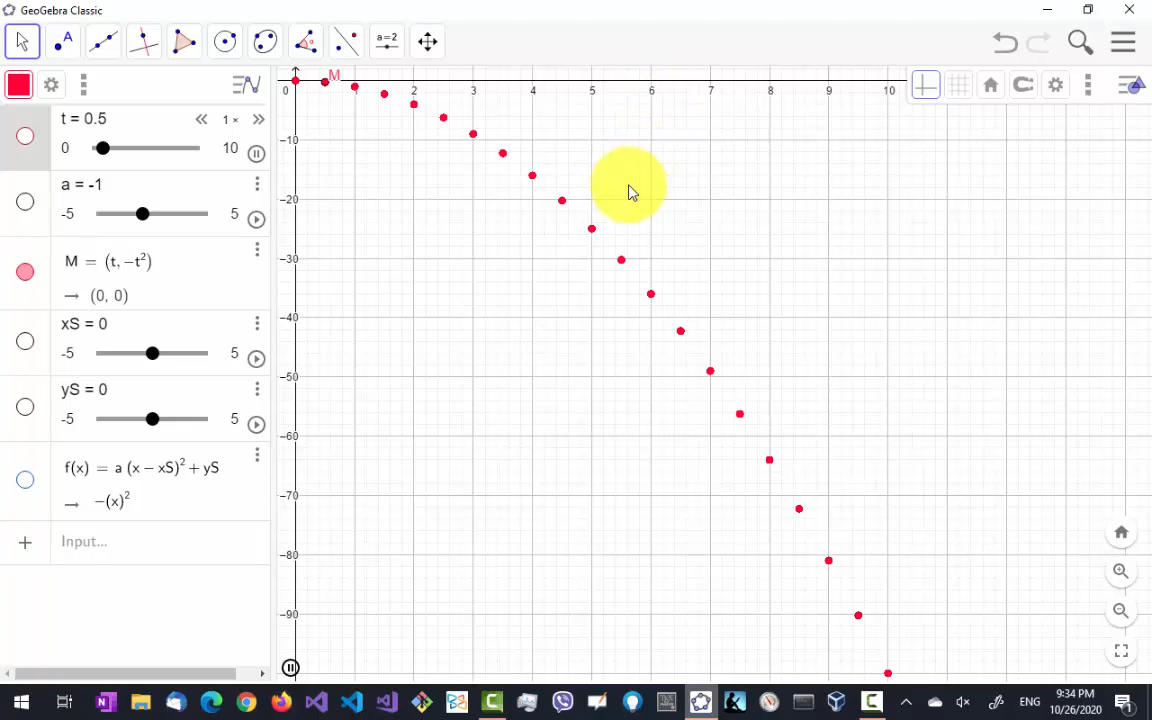 GeoGebra Classic
A
a=2
t = 0.5
1 ×
0
10
a = -1
-5
5
M = (t, −t²)
→ (0, 0)
xS = 0
-5
5
yS = 0
-5
5
f(x) = a (x − xS)² + yS
→ −(x)²
+ Input...
M
0
1
2
3
4
5
6
7
8
9
10
-10
-20
-30
-40
-50
-60
-70
-80
-90
ENG
9:34 PM
10/26/2020
1